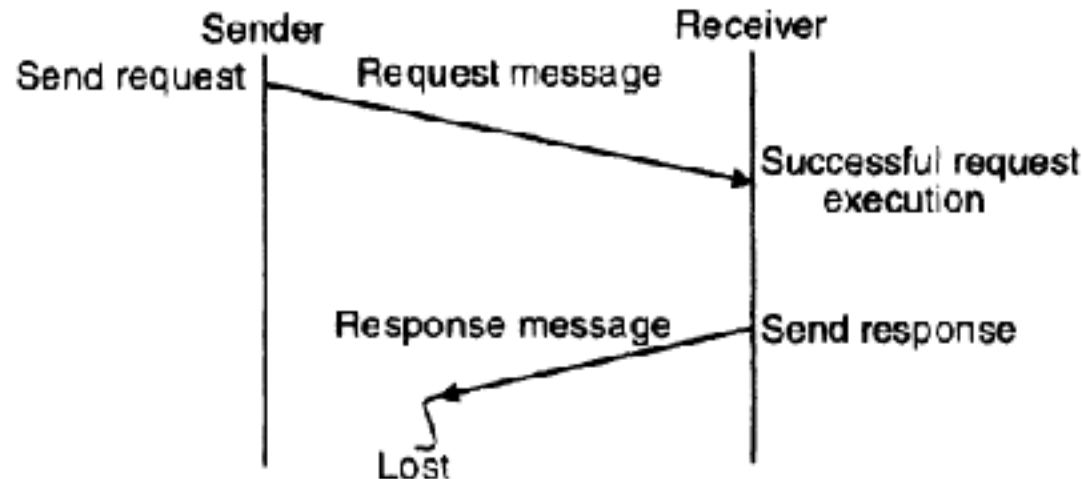 Sender
Receiver
Send request
Request message
Successful request
execution
Response message
Send response
Lost